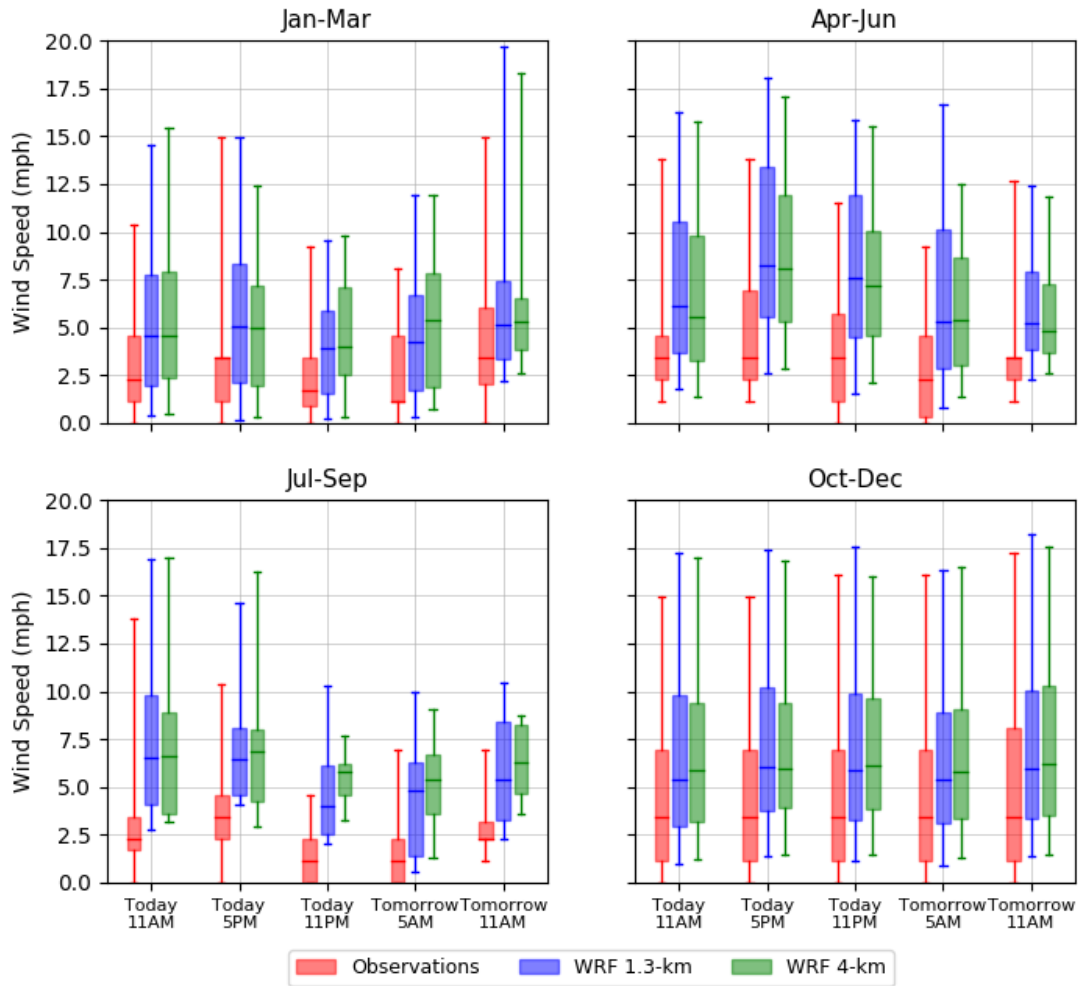 Jan-Mar
Apr-Jun
Wind Speed (mph)
20.0
17.5
15.0
12.5
10.0
7.5
5.0
2.5
0.0
Jul-Sep
Oct-Dec
Wind Speed (mph)
20.0
17.5
15.0
12.5
10.0
7.5
5.0
2.5
0.0
Today
11AM
Today
5PM
Today
11PM
Tomorrow
5AM
Tomorrow
11AM
Today
11AM
Today
5PM
Today
11PM
Tomorrow
5AM
Tomorrow
11AM
Observations
WRF 1.3-km
WRF 4-km